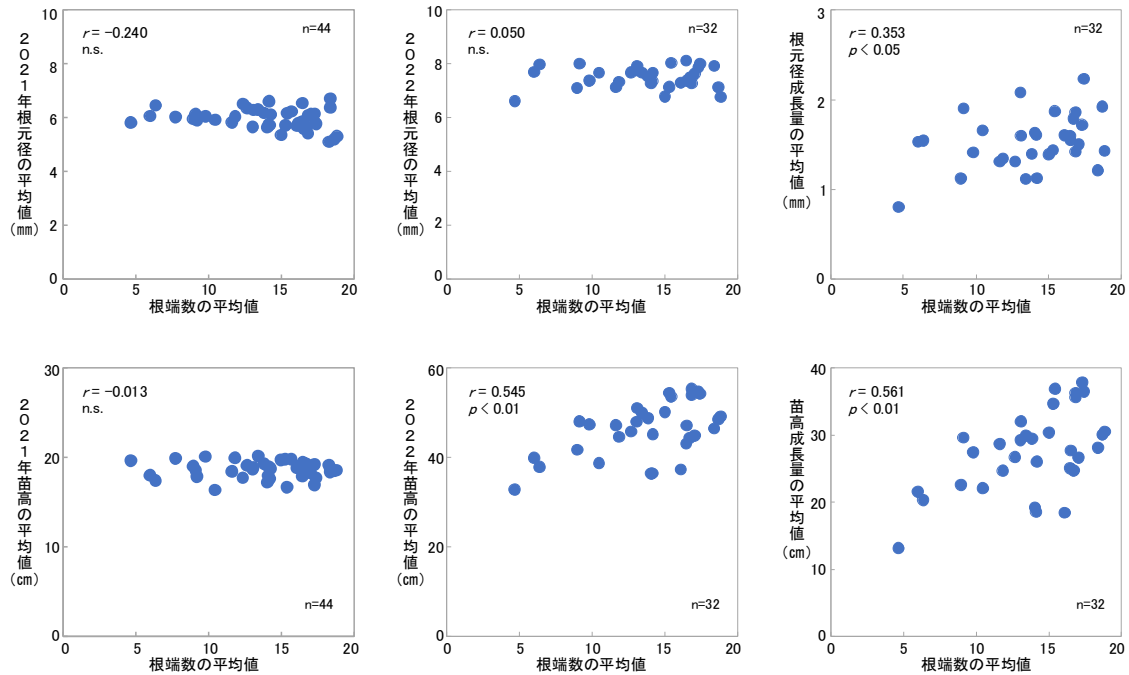 r = −0.240
n.s.
n=44
2021年根元径の平均値(mm)
10
8
6
4
2
0
0 5 10 15 20
根端数の平均値
r = 0.050
n.s.
n=32
2022年根元径の平均値(mm)
10
8
6
4
2
0
0 5 10 15 20
根端数の平均値
r = 0.353
p < 0.05
n=32
根元径成長量の平均値(mm)
3
2
1
0
0 5 10 15 20
根端数の平均値
r = −0.013
n.s.
n=44
2021年苗高の平均値(cm)
30
20
10
0
0 5 10 15 20
根端数の平均値
r = 0.545
p < 0.01
n=32
2022年苗高の平均値(cm)
60
40
20
0
0 5 10 15 20
根端数の平均値
r = 0.561
p < 0.01
n=32
苗高成長量の平均値(cm)
40
30
20
10
0
0 5 10 15 20
根端数の平均値